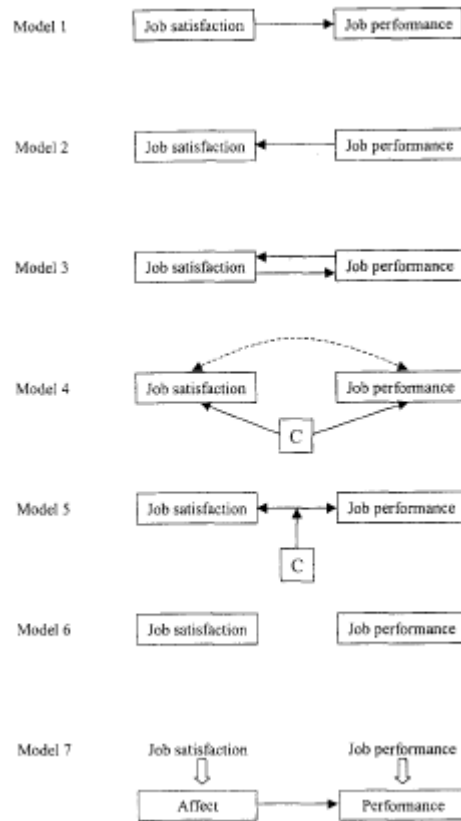 Model 1 Job satisfaction Job performance
Model 2 Job satisfaction Job performance
Model 3 Job satisfaction Job performance
Model 4 Job satisfaction Job performance
C
Model 5 Job satisfaction Job performance
C
Model 6 Job satisfaction Job performance
Model 7 Job satisfaction Job performance
Affect Performance